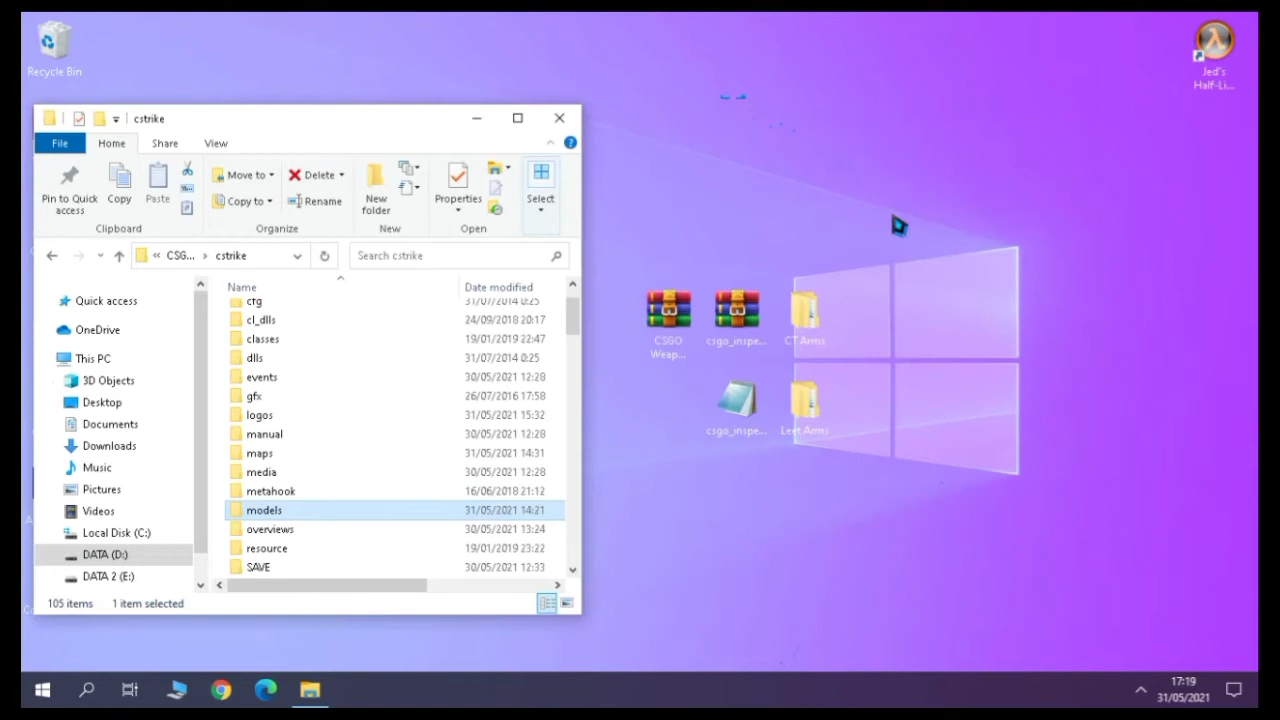 Recycle Bin
Jed's
Half-Li...
cstrike
File
Home
Share
View
Pin to Quick
access
Copy
Paste
Move to
Copy to
Delete
Rename
New
folder
Properties
Select
Clipboard
Organize
New
Open
« CSG... › cstrike
Search cstrike
Name
Date modified
Quick access
OneDrive
This PC
3D Objects
Desktop
Documents
Downloads
Music
Pictures
Videos
Local Disk (C:)
DATA (D:)
DATA 2 (E:)
cfg 31/07/2014 0:25
cl_dlls 24/09/2018 20:17
classes 19/01/2019 22:47
dlls 31/07/2014 0:25
events 30/05/2021 12:28
gfx 26/07/2016 17:58
logos 31/05/2021 15:32
manual 30/05/2021 12:28
maps 31/05/2021 14:31
media 30/05/2021 12:28
metahook 16/06/2018 21:12
models 31/05/2021 14:21
overviews 30/05/2021 13:24
resource 19/01/2019 23:22
SAVE 30/05/2021 12:33
105 items
1 item selected
CSGO
Weap...
csgo_inspe...
CT Arms
csgo_inspe...
Leet Arms
17:19
31/05/2021